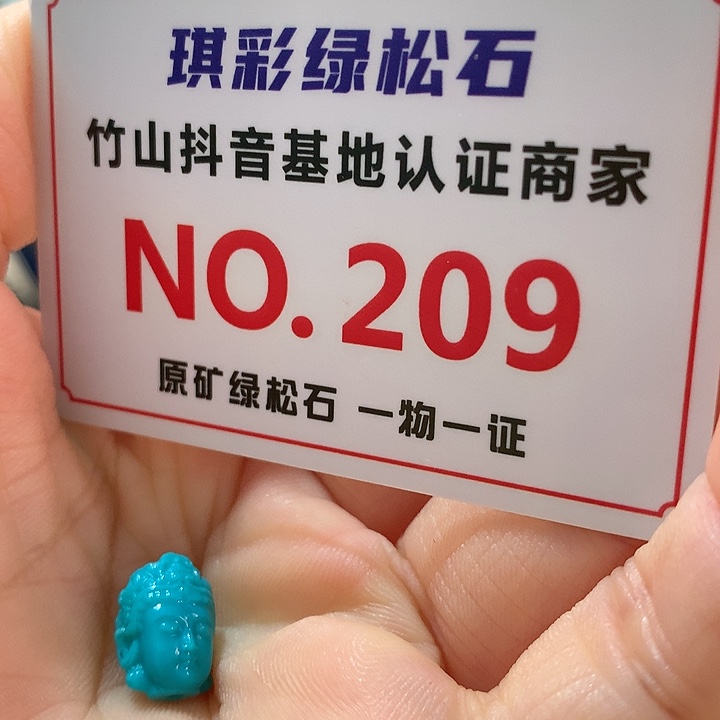 琪彩绿松石
竹山抖音基地认证商家
NO.209
原矿绿松石 一物一证